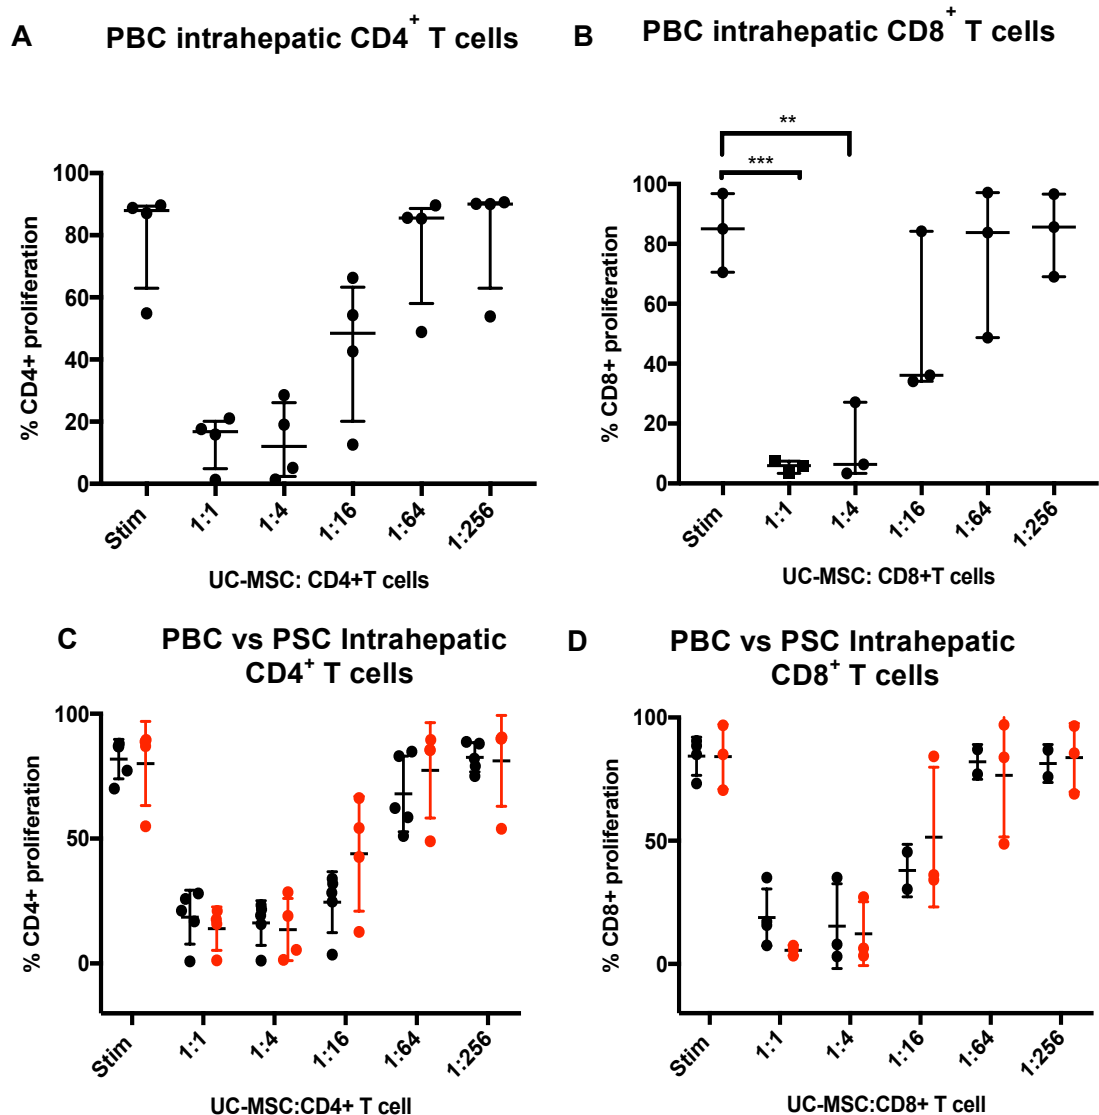 A
PBC intrahepatic CD4+ T cells
% CD4+ proliferation
100
80
60
40
20
0
Stim
1:1
1:4
1:16
1:64
1:256
UC-MSC: CD4+T cells
B
PBC intrahepatic CD8+ T cells
**
***
% CD8+ proliferation
100
80
60
40
20
0
Stim
1:1
1:4
1:16
1:64
1:256
UC-MSC: CD8+T cells
C
PBC vs PSC Intrahepatic
CD4+ T cells
% CD4+ proliferation
100
50
0
Stim
1:1
1:4
1:16
1:64
1:256
UC-MSC:CD4+ T cell
D
PBC vs PSC Intrahepatic
CD8+ T cells
% CD8+ proliferation
100
50
0
Stim
1:1
1:4
1:16
1:64
1:256
UC-MSC:CD8+ T cell